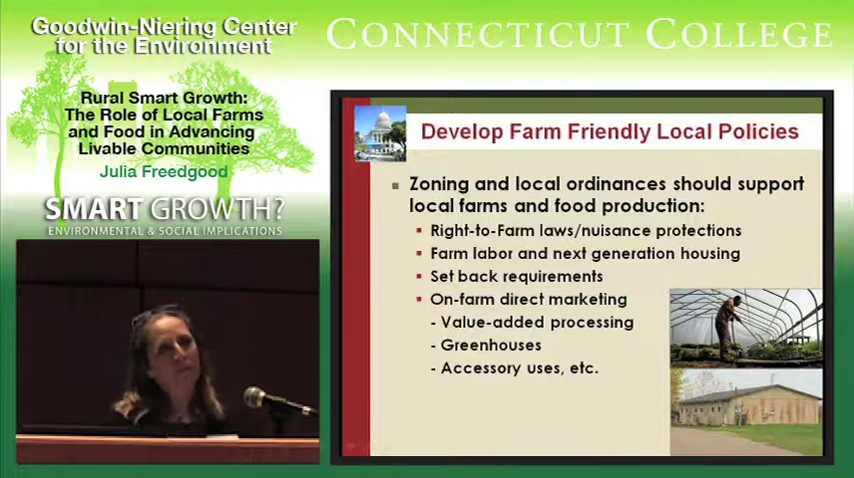 Goodwin-Niering Center
for the Environment
CONNECTICUT COLLEGE
Rural Smart Growth:
The Role of Local Farms
and Food in Advancing
Livable Communities
Julia Freedgood
SMART GROWTH?
ENVIRONMENTAL & SOCIAL IMPLICATIONS
Develop Farm Friendly Local Policies
Zoning and local ordinances should support
local farms and food production:
Right-to-Farm laws/nuisance protections
Farm labor and next generation housing
Set back requirements
On-farm direct marketing
- Value-added processing
- Greenhouses
- Accessory uses, etc.